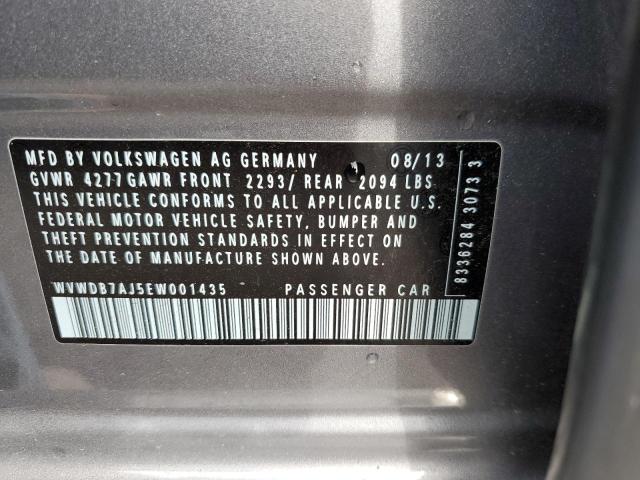 MFD BY VOLKSWAGEN AG GERMANY 08/13
GVWR 4277 GAWR FRONT 2293/ REAR 2094 LBS
THIS VEHICLE CONFORMS TO ALL APPLICABLE U.S.
FEDERAL MOTOR VEHICLE SAFETY, BUMPER AND
THEFT PREVENTION STANDARDS IN EFFECT ON
THE DATE OF MANUFACTURE SHOWN ABOVE.
WVWDB7AJ5EW001435 PASSENGER CAR
8336284 3073 3